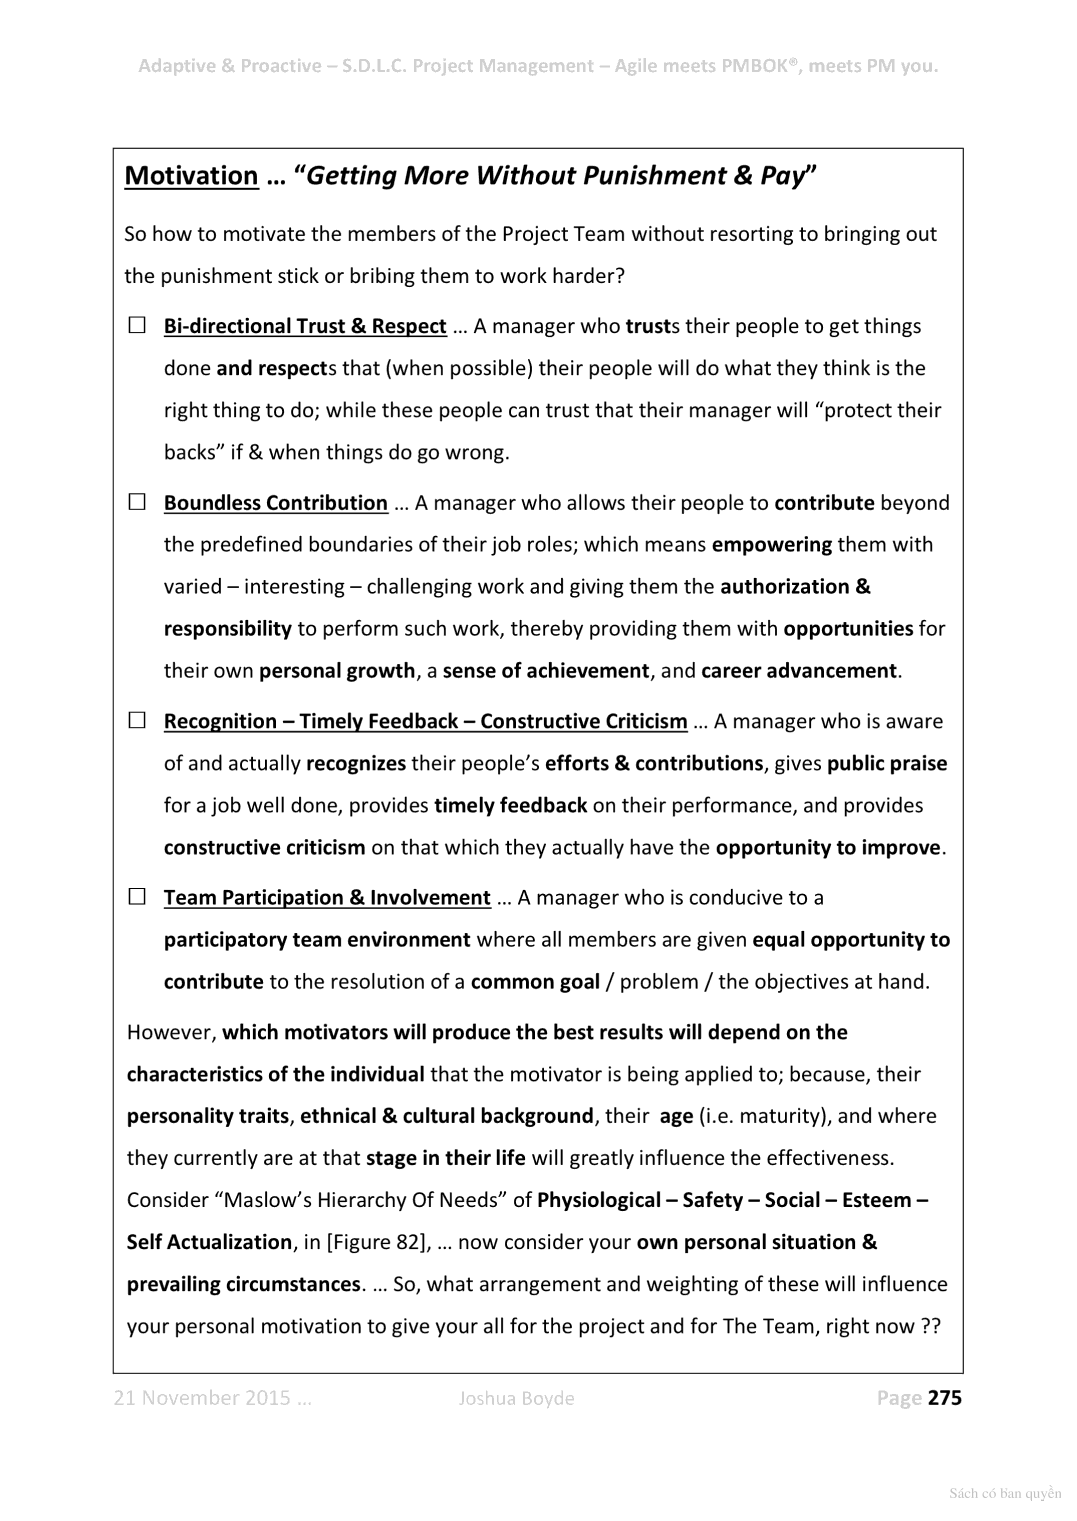 Adaptive & Proactive – S.D.L.C. Project Management – Agile meets PMBOK®, meets PM you.
Motivation … “Getting More Without Punishment & Pay”
So how to motivate the members of the Project Team without resorting to bringing out
the punishment stick or bribing them to work harder?
☐ Bi-directional Trust & Respect … A manager who trusts their people to get things
done and respects that (when possible) their people will do what they think is the
right thing to do; while these people can trust that their manager will “protect their
backs” if & when things do go wrong.
☐ Boundless Contribution … A manager who allows their people to contribute beyond
the predefined boundaries of their job roles; which means empowering them with
varied – interesting – challenging work and giving them the authorization &
responsibility to perform such work, thereby providing them with opportunities for
their own personal growth, a sense of achievement, and career advancement.
☐ Recognition – Timely Feedback – Constructive Criticism … A manager who is aware
of and actually recognizes their people’s efforts & contributions, gives public praise
for a job well done, provides timely feedback on their performance, and provides
constructive criticism on that which they actually have the opportunity to improve.
☐ Team Participation & Involvement … A manager who is conducive to a
participatory team environment where all members are given equal opportunity to
contribute to the resolution of a common goal / problem / the objectives at hand.
However, which motivators will produce the best results will depend on the
characteristics of the individual that the motivator is being applied to; because, their
personality traits, ethnical & cultural background, their  age (i.e. maturity), and where
they currently are at that stage in their life will greatly influence the effectiveness.
Consider “Maslow’s Hierarchy Of Needs” of Physiological – Safety – Social – Esteem –
Self Actualization, in [Figure 82], … now consider your own personal situation &
prevailing circumstances. … So, what arrangement and weighting of these will influence
your personal motivation to give your all for the project and for The Team, right now ??
21 November 2015 … Joshua Boyde Page 275
Sách có bản quyền